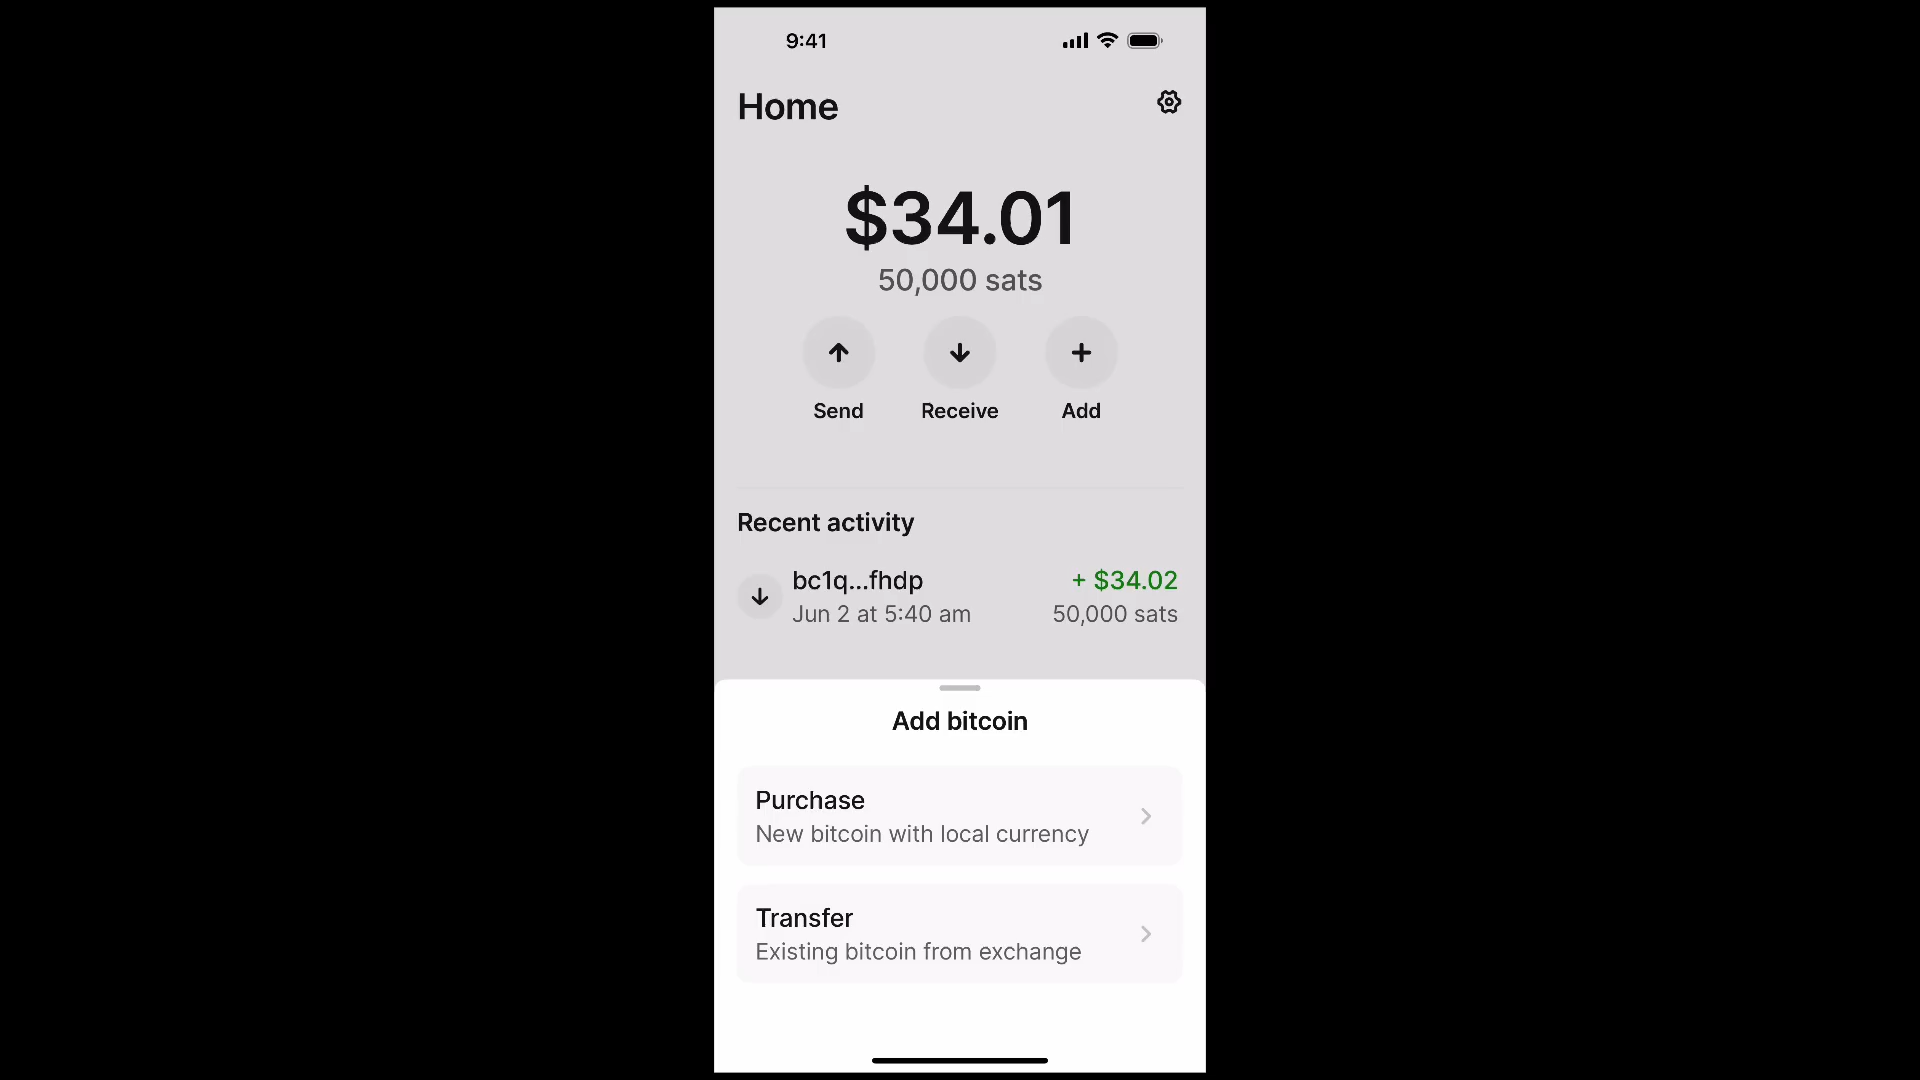 9:41
Home
$34.01
50,000 sats
Send Receive Add
Recent activity
bc1q...fhdp + $34.02
Jun 2 at 5:40 am 50,000 sats
Add bitcoin
Purchase
New bitcoin with local currency
Transfer
Existing bitcoin from exchange